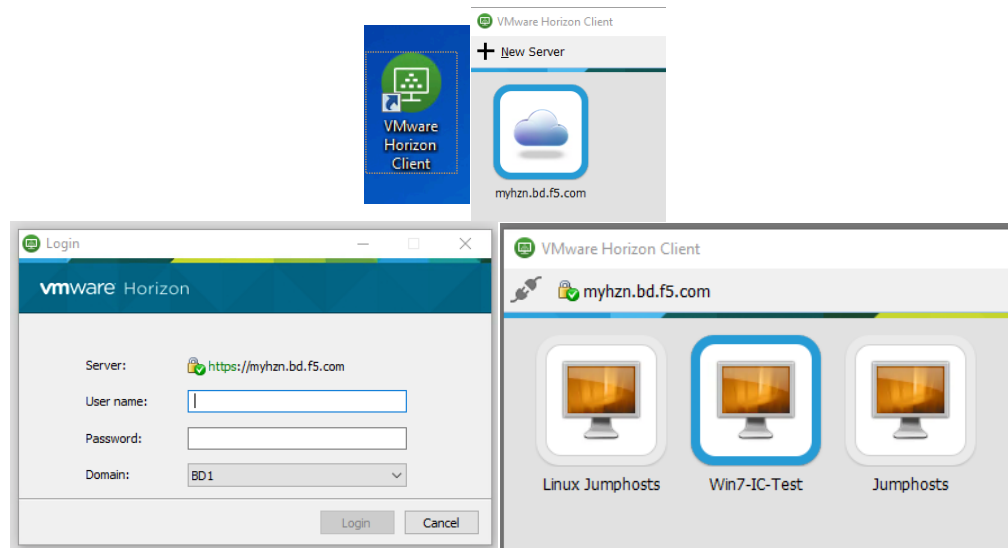 VMware
Horizon
Client
VMware Horizon Client
New Server
myhzn.bd.f5.com
Login
vmware Horizon
Server: https://myhzn.bd.f5.com
User name:
Password:
Domain: BD1
Login Cancel
VMware Horizon Client
myhzn.bd.f5.com
Linux Jumphosts Win7-IC-Test Jumphosts